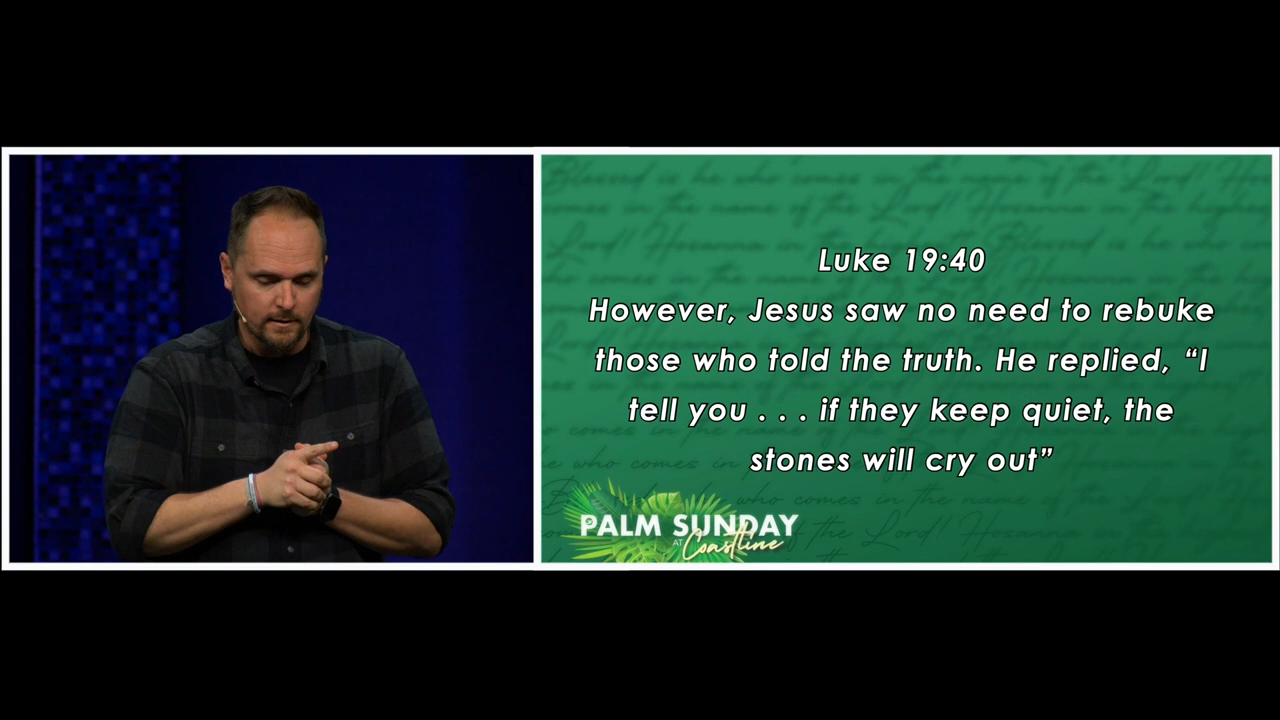 Luke 19:40
However, Jesus saw no need to rebuke
those who told the truth. He replied, “I
tell you . . . if they keep quiet, the
stones will cry out”
PALM SUNDAY
AT Coastline